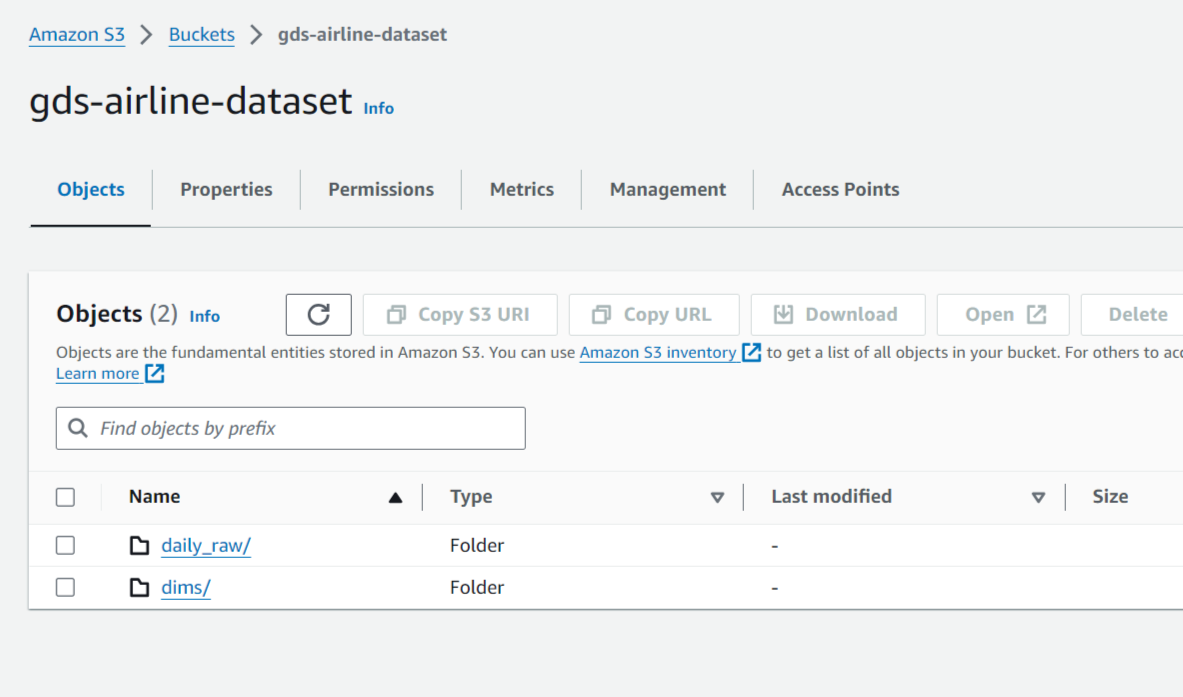 Amazon S3 > Buckets > gds-airline-dataset
gds-airline-dataset Info
Objects Properties Permissions Metrics Management Access Points
Objects (2) Info Copy S3 URI Copy URL Download Open Delete
Objects are the fundamental entities stored in Amazon S3. You can use Amazon S3 inventory to get a list of all objects in your bucket. For others to acc
Learn more
Find objects by prefix
Name Type Last modified Size
daily_raw/ Folder -
dims/ Folder -